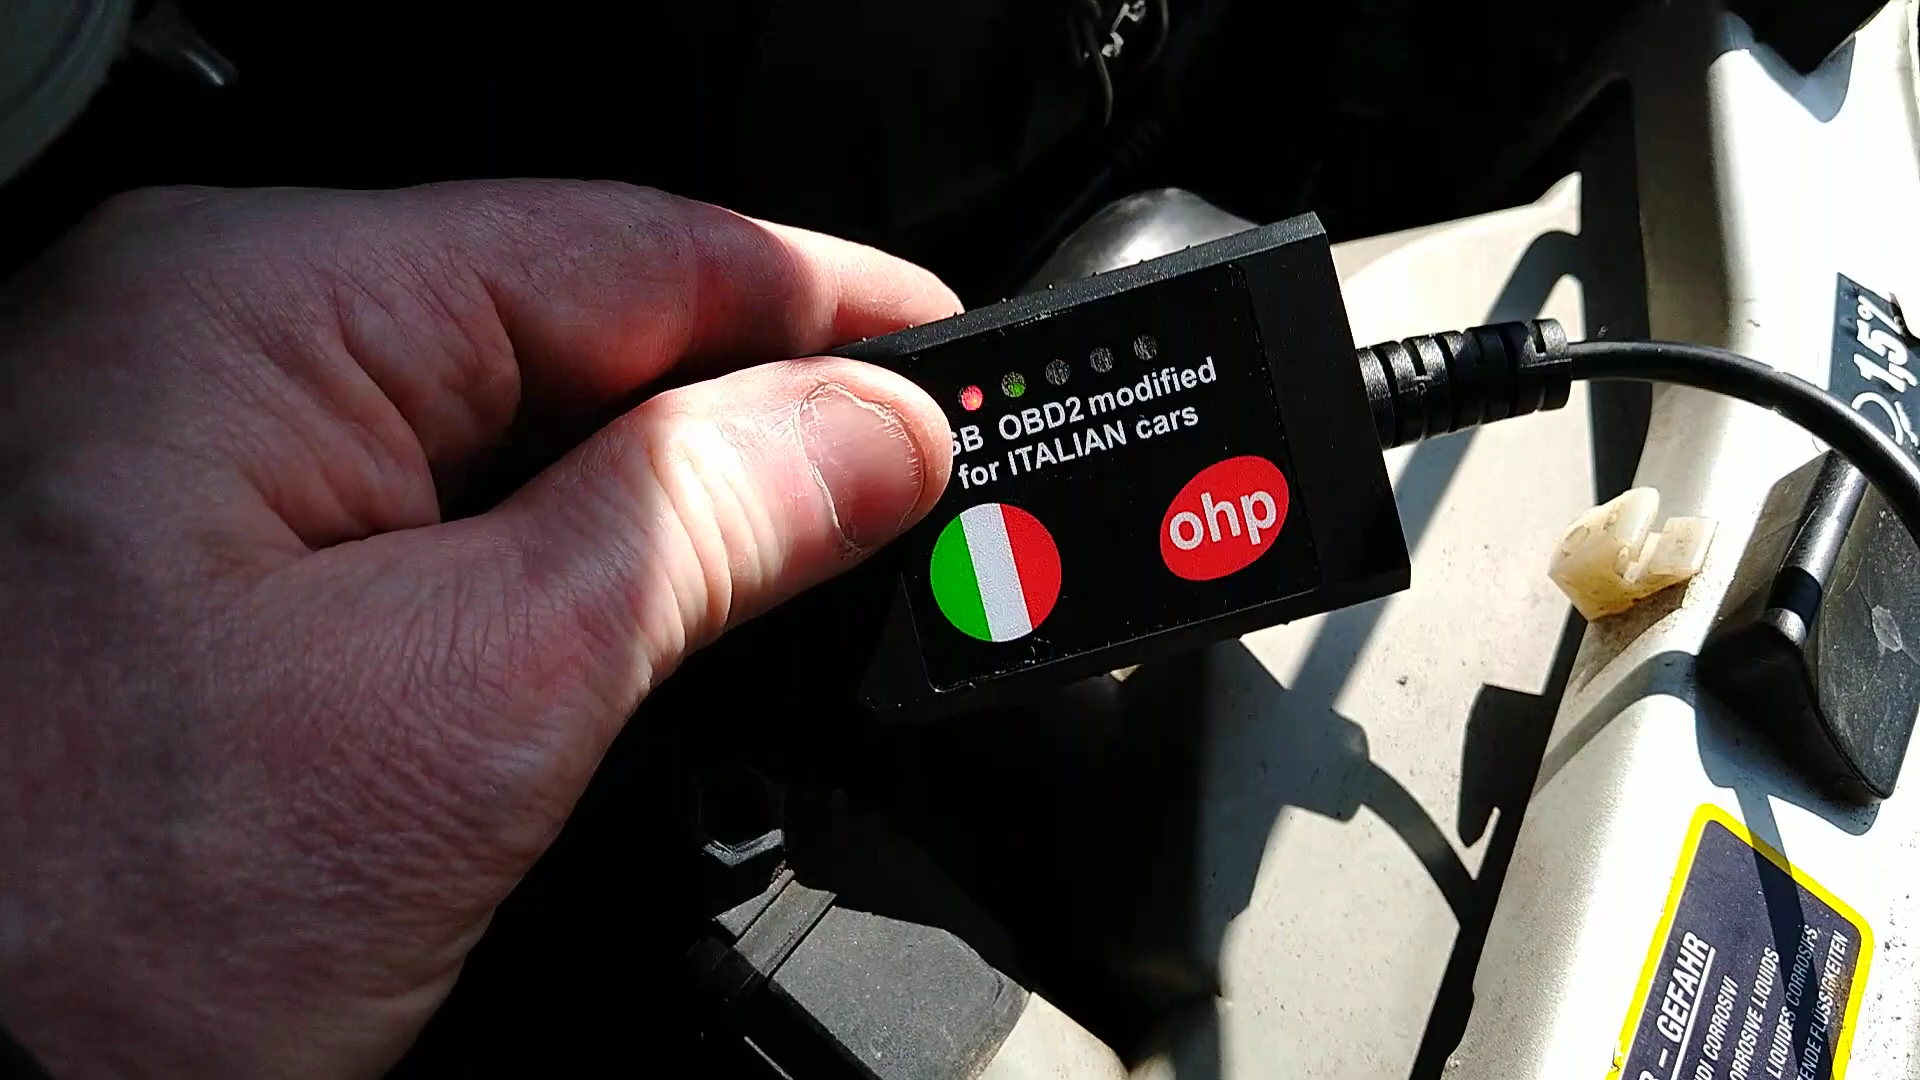 SB OBD2 modified
for ITALIAN cars
ohp
1,5%
- GEFAHR
CORROSIVI
CORROSIVE LIQUIDS
LIQUIDES CORROSIFS
FLÜSSIGKEITEN